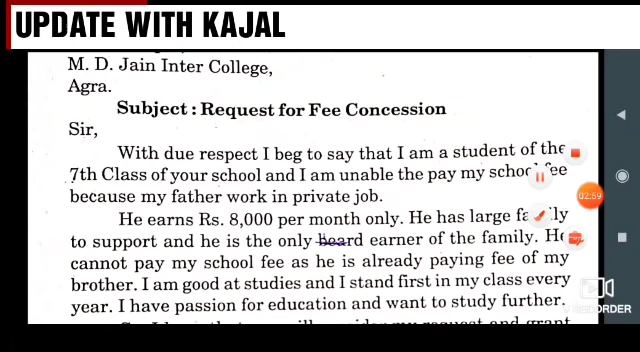 UPDATE WITH KAJAL
M. D. Jain Inter College,
Agra.
Subject : Request for Fee Concession
Sir,
With due respect I beg to say that I am a student of the
7th Class of your school and I am unable the pay my school fee
because my father work in private job.
He earns Rs. 8,000 per month only. He has large family
to support and he is the only beard earner of the family. He
cannot pay my school fee as he is already paying fee of my
brother. I am good at studies and I stand first in my class every
year. I have passion for education and want to study further.
02:59